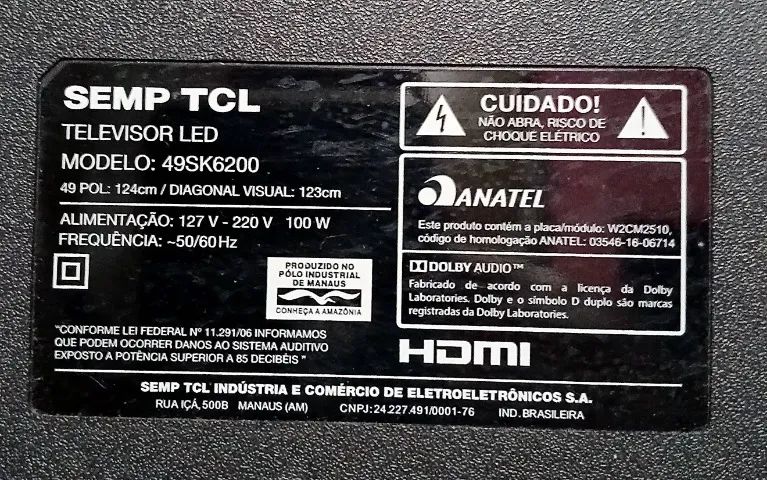 SEMP TCL
TELEVISOR LED
MODELO: 49SK6200
49 POL: 124cm / DIAGONAL VISUAL: 123cm
ALIMENTAÇÃO: 127 V - 220 V 100 W
FREQUÊNCIA: ~50/60 Hz
PRODUZIDO NO
PÓLO INDUSTRIAL
DE MANAUS
CONHEÇA A AMAZÔNIA
"CONFORME LEI FEDERAL Nº 11.291/06 INFORMAMOS
QUE PODEM OCORRER DANOS AO SISTEMA AUDITIVO
EXPOSTO A POTÊNCIA SUPERIOR A 85 DECIBÉIS "
CUIDADO!
NÃO ABRA, RISCO DE
CHOQUE ELÉTRICO
ANATEL
Este produto contém a placa/módulo: W2CM2510,
código de homologação ANATEL: 03546-16-06714
DOLBY AUDIO™
Fabricado de acordo com a licença da Dolby
Laboratories. Dolby e o símbolo D duplo são marcas
registradas da Dolby Laboratories.
HDMI
SEMP TCL INDÚSTRIA E COMÉRCIO DE ELETROELETRÔNICOS S.A.
RUA IÇÁ, 500B MANAUS (AM) CNPJ: 24.227.491/0001-76 IND. BRASILEIRA